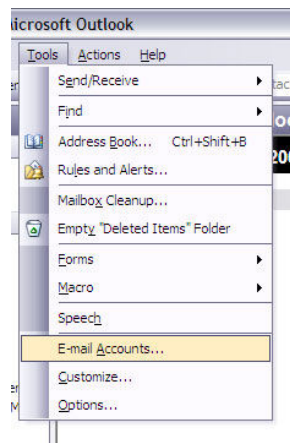 icrosoft Outlook
Tools Actions Help
Send/Receive
Find
Address Book... Ctrl+Shift+B
Rules and Alerts...
Mailbox Cleanup...
Empty "Deleted Items" Folder
Forms
Macro
Speech
E-mail Accounts...
Customize...
Options...